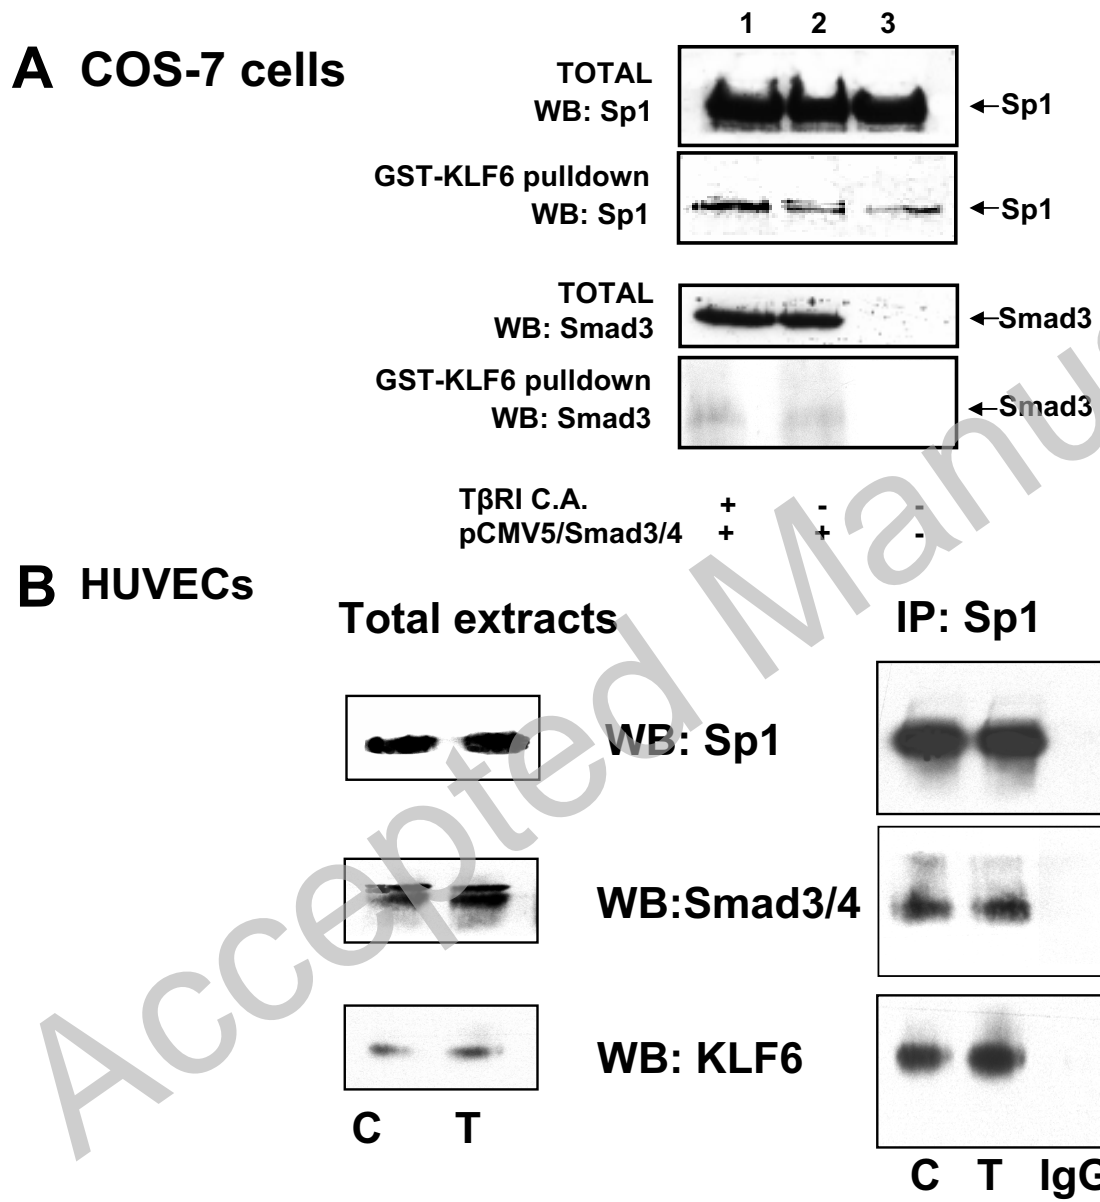 1 2 3
A COS-7 cells
TOTAL
WB: Sp1
←Sp1
GST-KLF6 pulldown
WB: Sp1
←Sp1
TOTAL
WB: Smad3
←Smad3
GST-KLF6 pulldown
WB: Smad3
←Smad3
TβRI C.A. + - -
pCMV5/Smad3/4 + + -
B HUVECs
Total extracts
IP: Sp1
WB: Sp1
WB:Smad3/4
WB: KLF6
C T
C T IgG
Accepted Manu